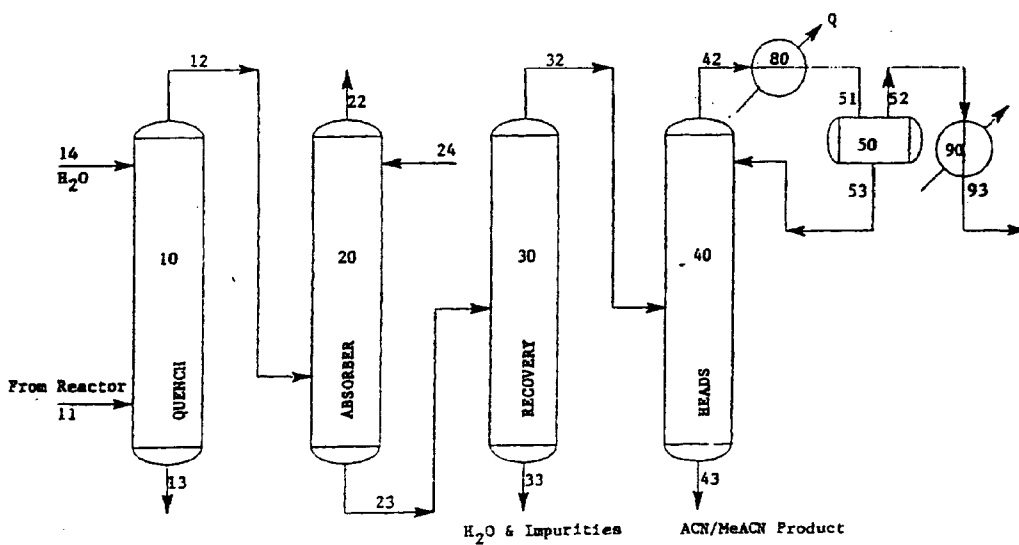 Q
12
32
42
80
22
51
52
14
H2O
24
50
90
53
93
10
20
30
40
QUENCH
ABSORBER
RECOVERY
HEADS
From Reactor
11
13
23
33
43
H2O & Impurities
ACN/MeACN Product